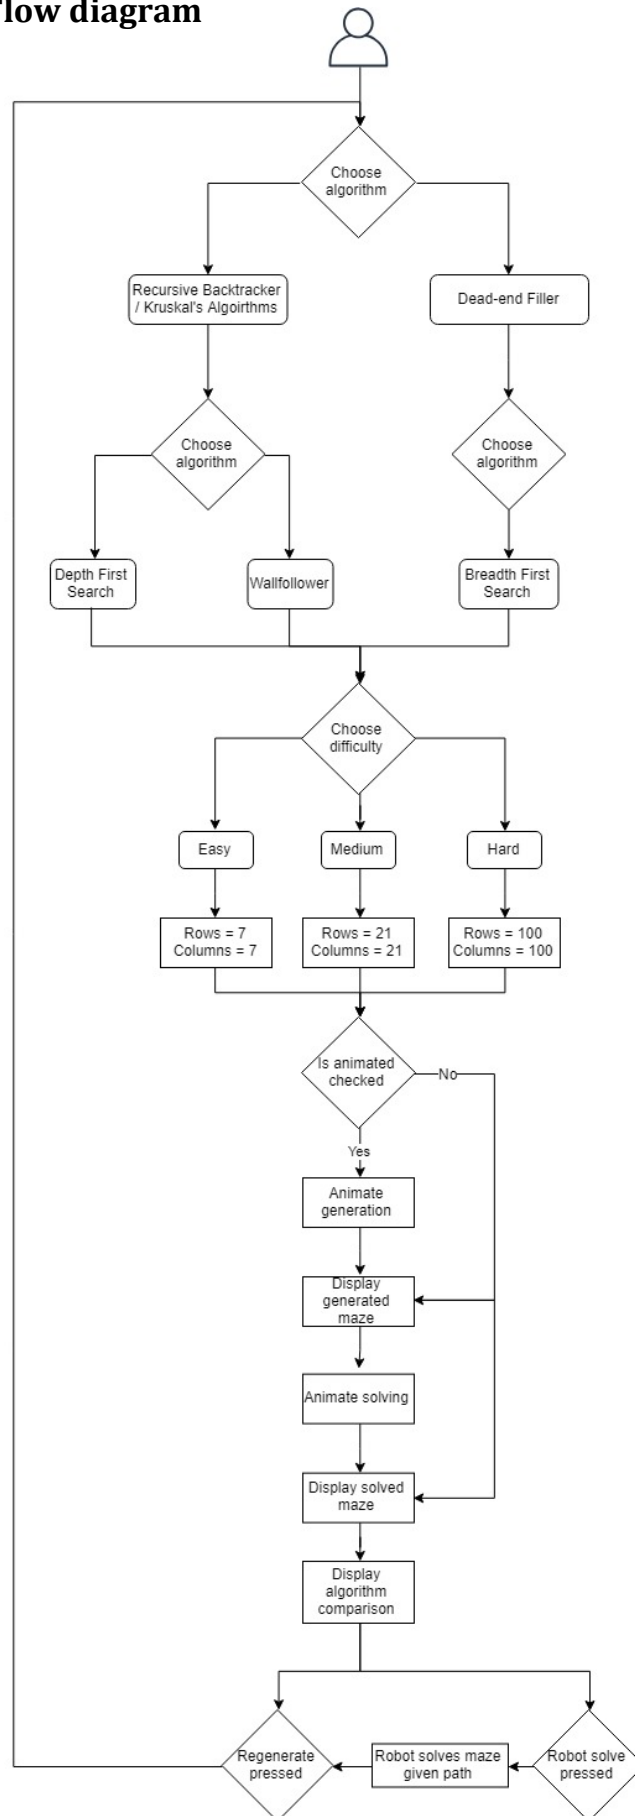 Flow diagram
Choose
algorithm
Recursive Backtracker
/ Kruskal's Algoirthms
Dead-end Filler
Choose
algorithm
Choose
algorithm
Depth First
Search
Wallfollower
Breadth First
Search
Choose
difficulty
Easy
Medium
Hard
Rows = 7
Columns = 7
Rows = 21
Columns = 21
Rows = 100
Columns = 100
Is animated
checked
No
Yes
Animate
generation
Display
generated
maze
Animate solving
Display solved
maze
Display
algorithm
comparison
Regenerate
pressed
Robot solves maze
given path
Robot solve
pressed